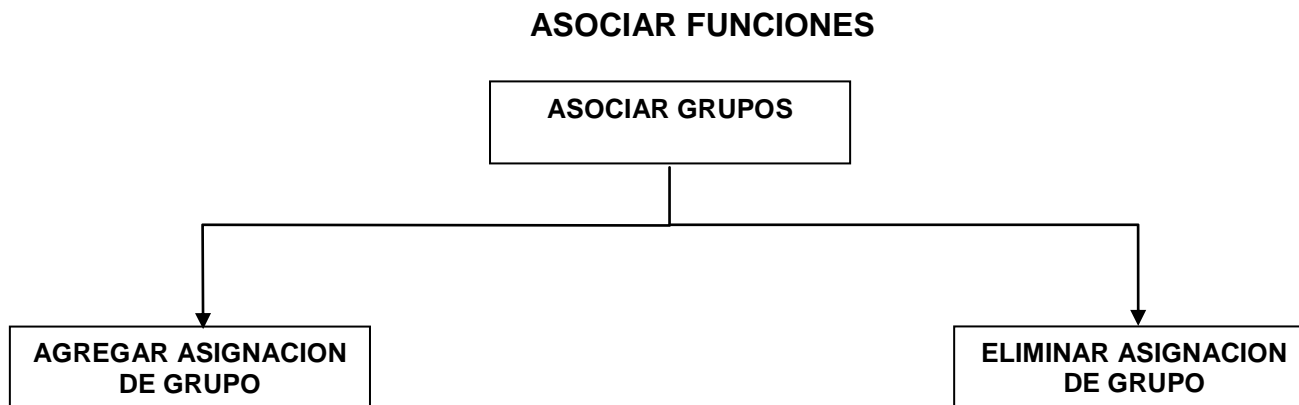 ASOCIAR FUNCIONES
ASOCIAR GRUPOS
AGREGAR ASIGNACION
DE GRUPO
ELIMINAR ASIGNACION
DE GRUPO